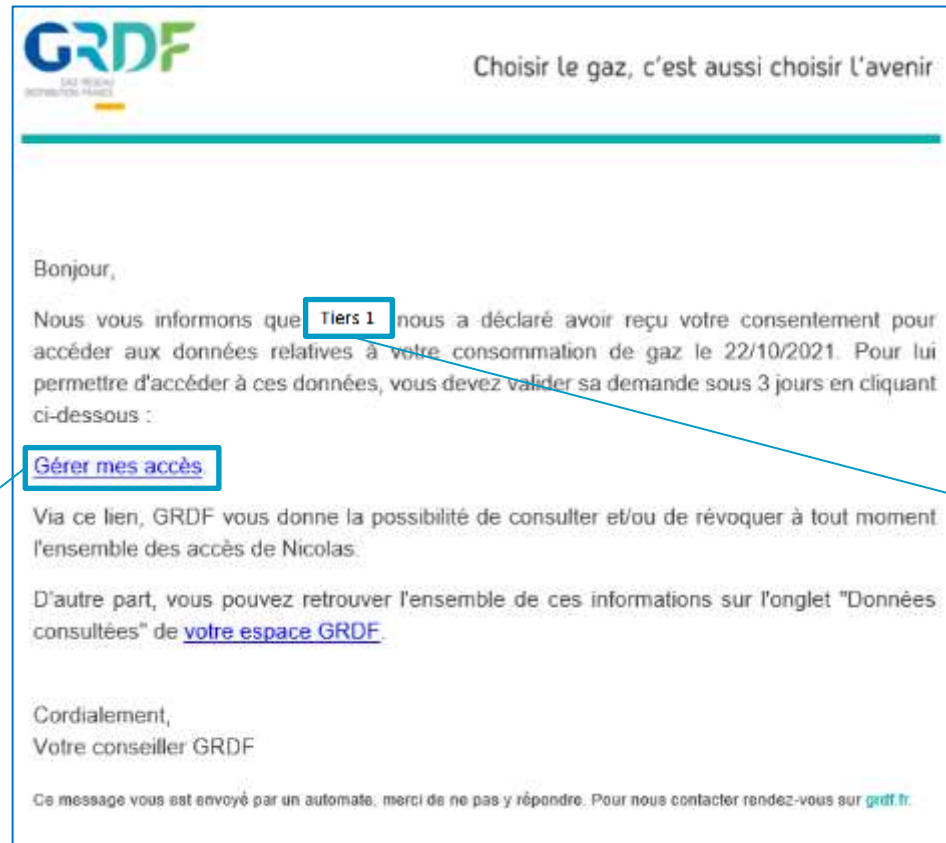 GRDF
GAZ RÉSEAU
DISTRIBUTION FRANCE
Choisir le gaz, c'est aussi choisir l'avenir
Bonjour,
Nous vous informons que Tiers 1 nous a déclaré avoir reçu votre consentement pour
accéder aux données relatives à votre consommation de gaz le 22/10/2021. Pour lui
permettre d'accéder à ces données, vous devez valider sa demande sous 3 jours en cliquant
ci-dessous :
Gérer mes accès.
Via ce lien, GRDF vous donne la possibilité de consulter et/ou de révoquer à tout moment
l'ensemble des accès de Nicolas.
D'autre part, vous pouvez retrouver l'ensemble de ces informations sur l'onglet "Données
consultées" de votre espace GRDF.
Cordialement,
Votre conseiller GRDF
Ce message vous est envoyé par un automate, merci de ne pas y répondre. Pour nous contacter rendez-vous sur grdf.fr.